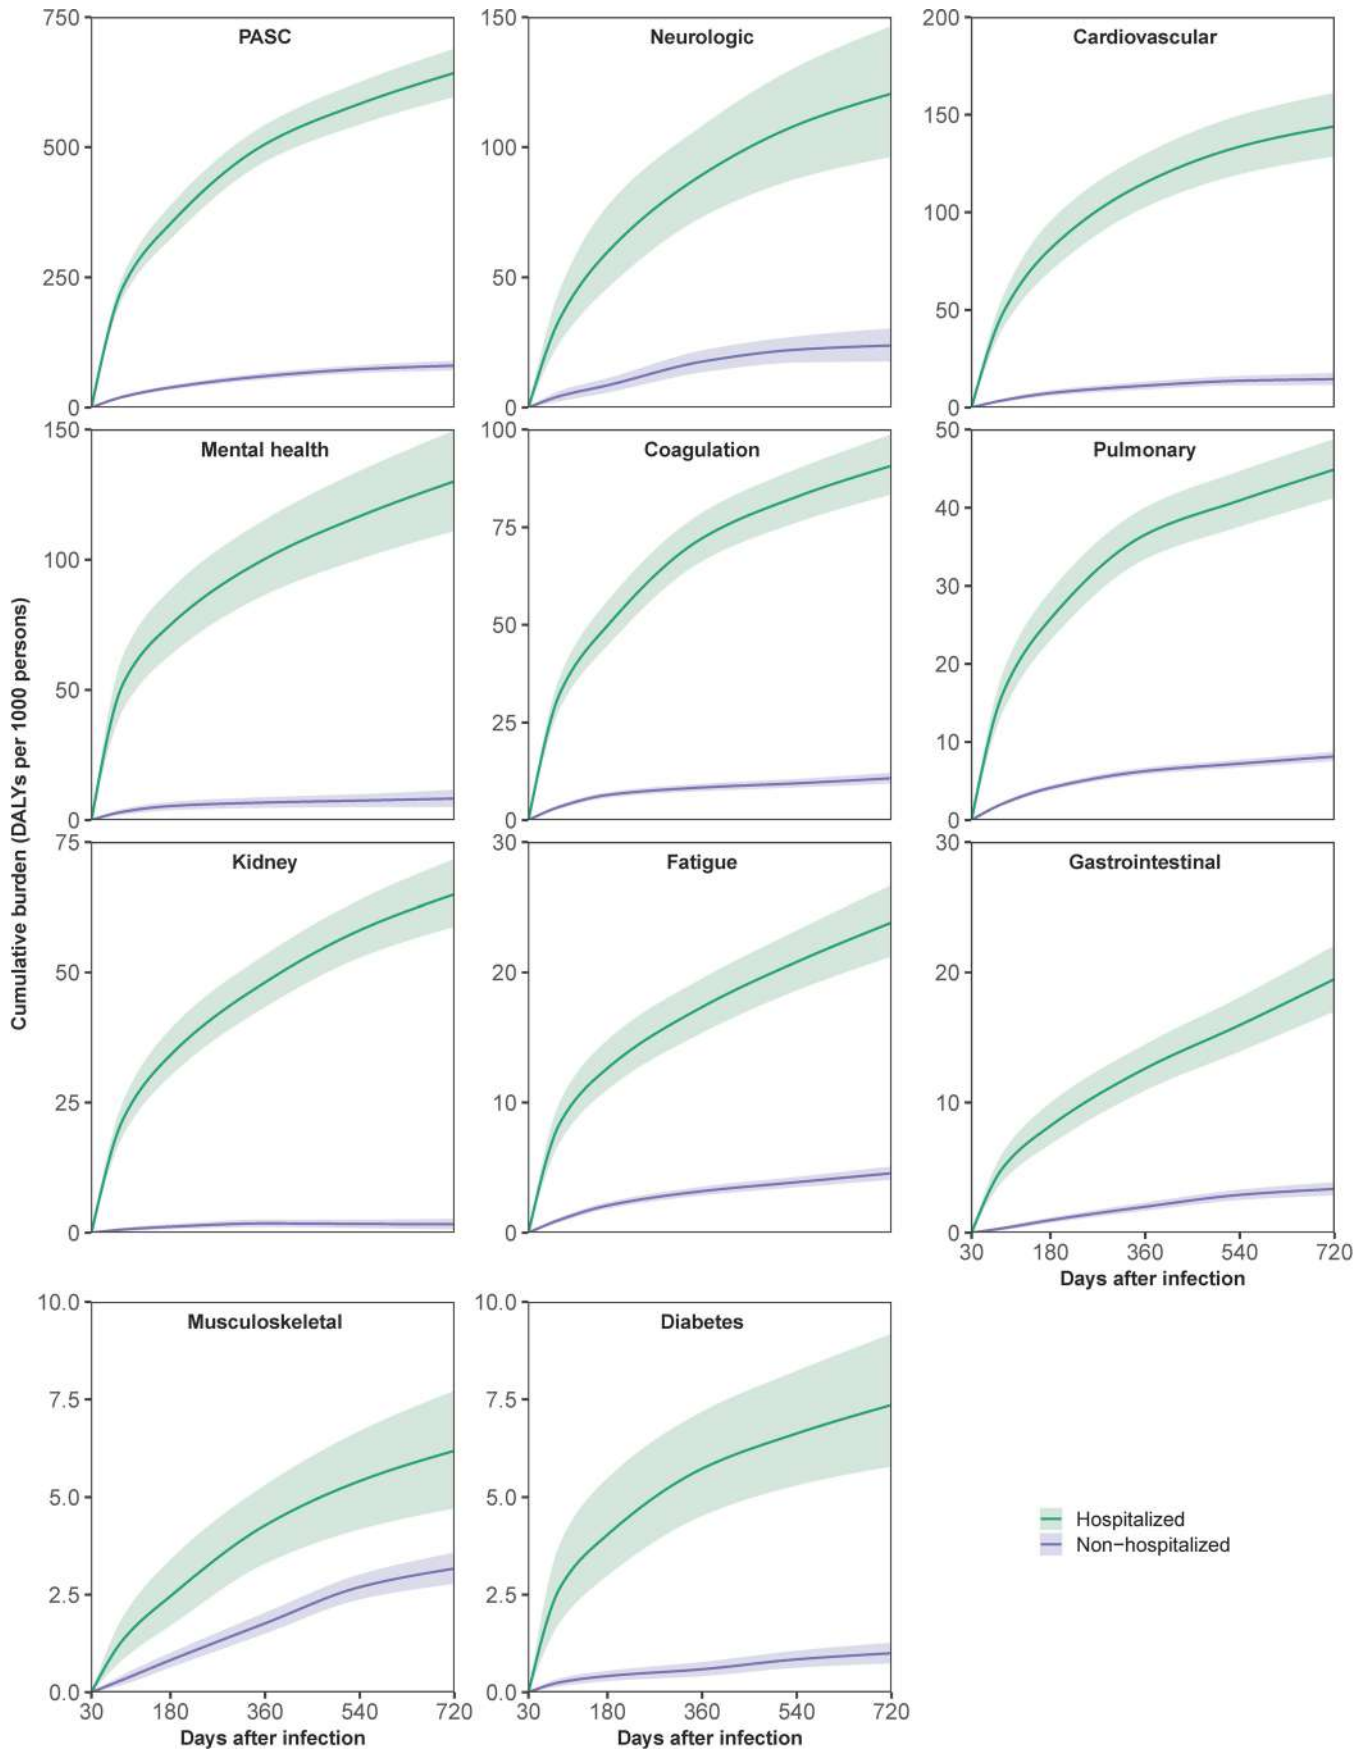 Cumulative burden (DALYs per 1000 persons)
PASC
750
500
250
0
Neurologic
150
100
50
0
Cardiovascular
200
150
100
50
0
Mental health
150
100
50
0
Coagulation
100
75
50
25
0
Pulmonary
50
40
30
20
10
0
Kidney
75
50
25
0
Fatigue
30
20
10
0
Gastrointestinal
30
20
10
0
30 180 360 540 720
Days after infection
Musculoskeletal
10.0
7.5
5.0
2.5
0.0
30 180 360 540 720
Days after infection
Diabetes
10.0
7.5
5.0
2.5
0.0
30 180 360 540 720
Days after infection
Hospitalized
Non−hospitalized